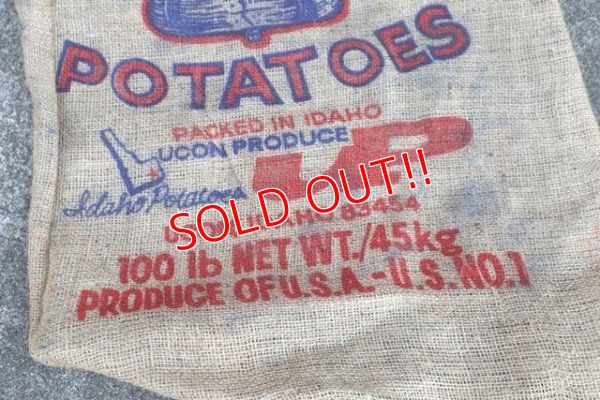 POTATOES
PACKED IN IDAHO
UCON PRODUCE
Idaho Potatoes
SOLD OUT!!
83454
100 lb NET WT./45kg
PRODUCE OF U.S.A.-U.S. NO.1